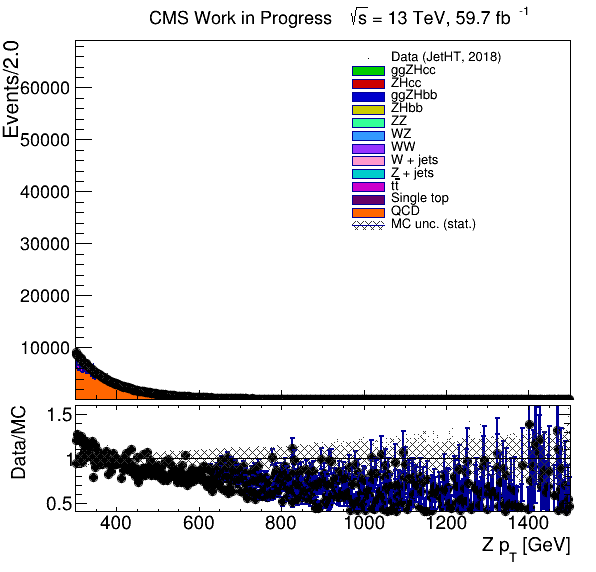 CMS Work in Progress √s = 13 TeV, 59.7 fb⁻¹
Events/2.0
60000
50000
40000
30000
20000
10000
Data (JetHT, 2018)
ggZHcc
ZHcc
ggZHbb
ZHbb
ZZ
WZ
WW
W + jets
Z + jets
tt̄
Single top
QCD
MC unc. (stat.)
Data/MC
1.5
1
0.5
400 600 800 1000 1200 1400
Z p_T [GeV]